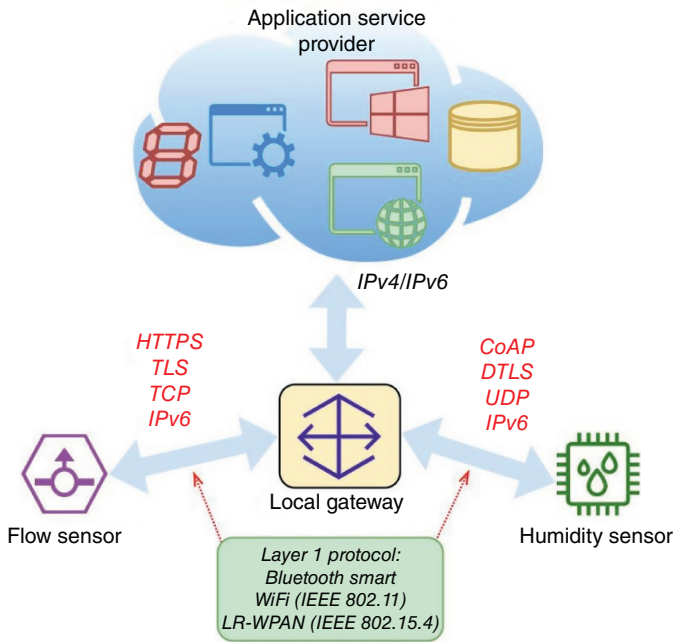 Application service
provider
IPv4/IPv6
HTTPS
TLS
TCP
IPv6
CoAP
DTLS
UDP
IPv6
Local gateway
Flow sensor
Humidity sensor
Layer 1 protocol:
Bluetooth smart
WiFi (IEEE 802.11)
LR-WPAN (IEEE 802.15.4)